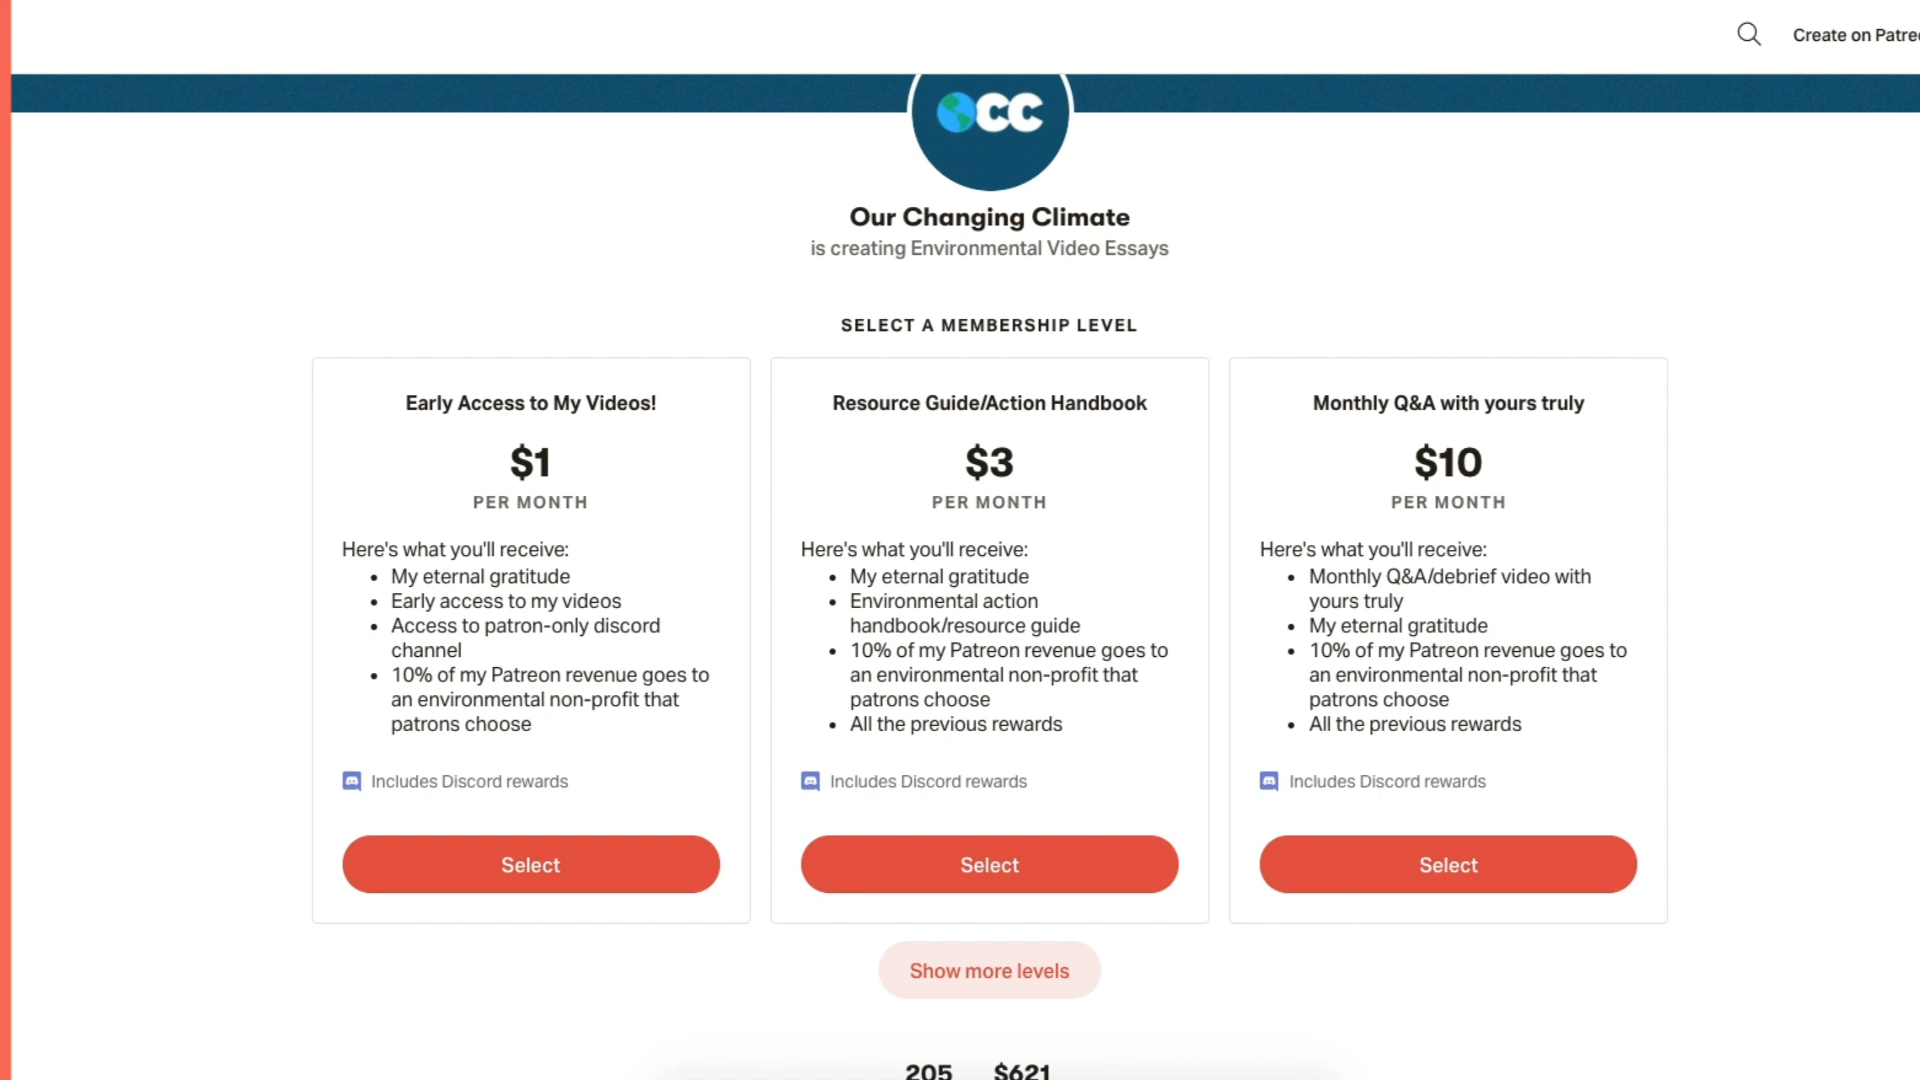 Create on Patre
CC
Our Changing Climate
is creating Environmental Video Essays
SELECT A MEMBERSHIP LEVEL
Early Access to My Videos!
$1
PER MONTH
Here's what you'll receive:
My eternal gratitude
Early access to my videos
Access to patron-only discord
channel
10% of my Patreon revenue goes to
an environmental non-profit that
patrons choose
Includes Discord rewards
Select
Resource Guide/Action Handbook
$3
PER MONTH
Here's what you'll receive:
My eternal gratitude
Environmental action
handbook/resource guide
10% of my Patreon revenue goes to
an environmental non-profit that
patrons choose
All the previous rewards
Includes Discord rewards
Select
Monthly Q&A with yours truly
$10
PER MONTH
Here's what you'll receive:
Monthly Q&A/debrief video with
yours truly
My eternal gratitude
10% of my Patreon revenue goes to
an environmental non-profit that
patrons choose
All the previous rewards
Includes Discord rewards
Select
Show more levels
205 $621